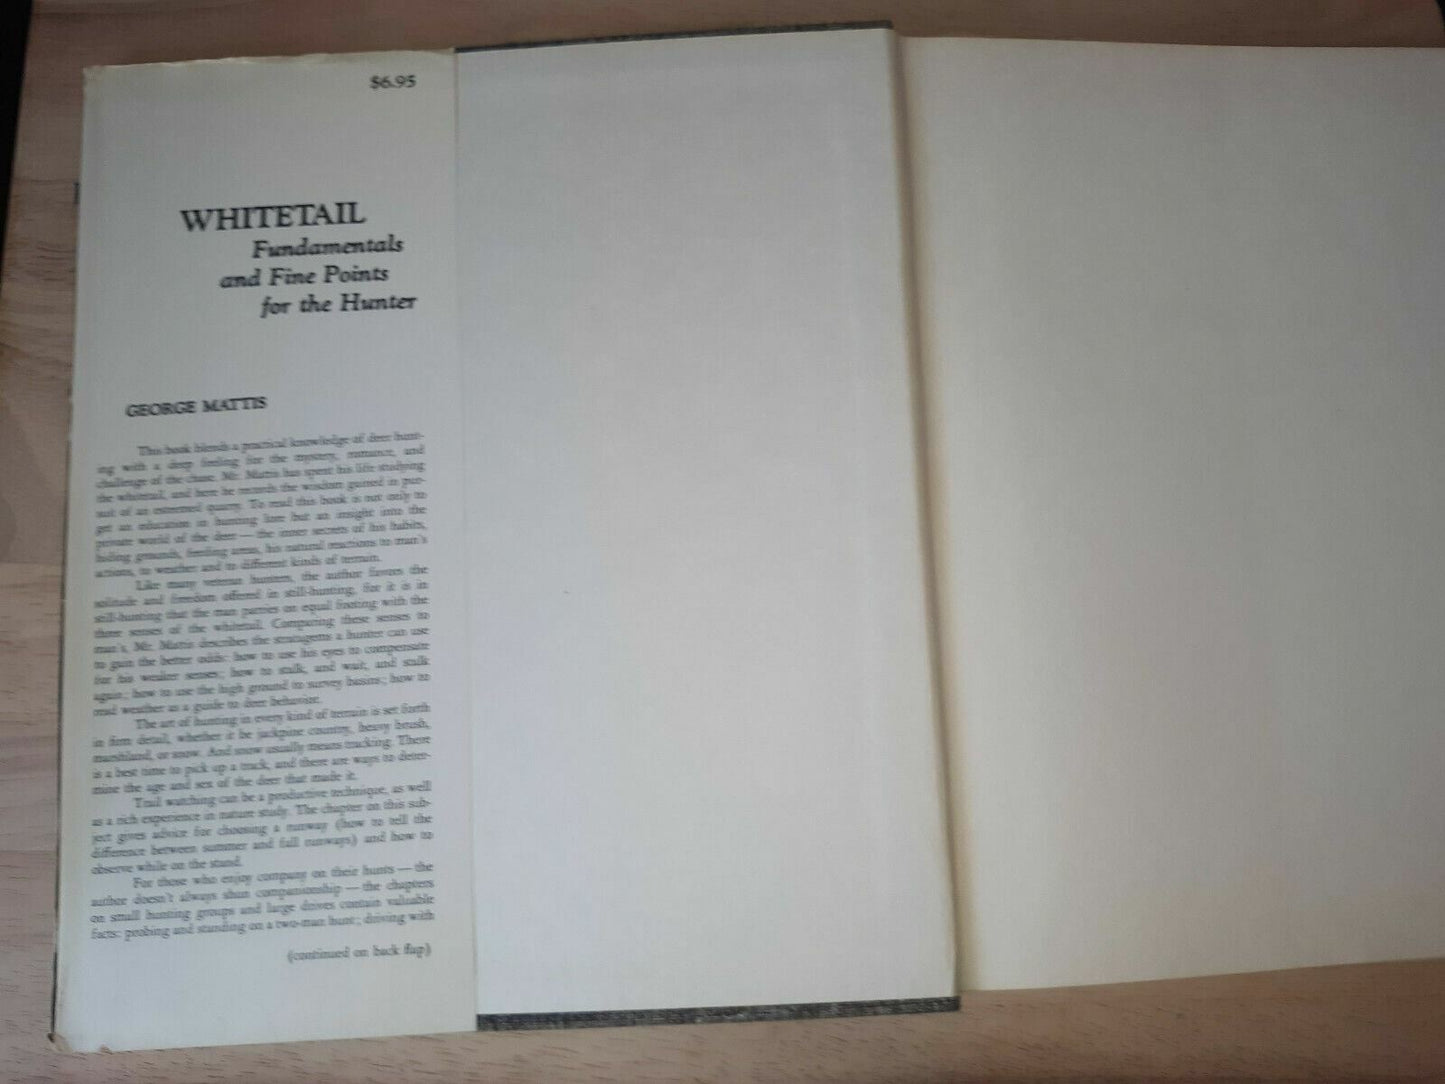 $6.95
WHITETAIL
Fundamentals
and Fine Points
for the Hunter
GEORGE MATTIS
This book blends a practical knowledge of deer hunt-
ing with a deep feeling for the mystery, romance, and
challenge of the chase. Mr. Mattis has spent his life studying
the whitetail, and here he records the wisdom gained in pur-
suit of an esteemed quarry. To read this book is not only to
get an education in hunting lore but an insight into the
private world of the deer — the inner secrets of his habits,
hiding grounds, feeding areas, his natural reactions to man's
actions, to weather and to different kinds of terrain.
Like many veteran hunters, the author favors the
solitude and freedom offered in still-hunting, for it is in
still-hunting that the man parries on equal footing with the
three senses of the whitetail. Comparing these senses to
man's, Mr. Mattis describes the stratagems a hunter can use
to gain the better odds: how to use his eyes to compensate
for his weaker senses; how to stalk, and wait, and stalk
again; how to use the high ground to survey basins; how to
read weather as a guide to deer behavior.
The art of hunting in every kind of terrain is set forth
in firm detail, whether it be jackpine country, heavy brush,
marshland, or snow. And snow usually means tracking. There
is a best time to pick up a track, and there are ways to deter-
mine the age and sex of the deer that made it.
Trail watching can be a productive technique, as well
as a rich experience in nature study. The chapter on this sub-
ject gives advice for choosing a runway (how to tell the
difference between summer and fall runways) and how to
observe while on the stand.
For those who enjoy company on their hunts — the
author doesn't always shun companionship — the chapters
on small hunting groups and large drives contain valuable
facts: probing and standing on a two-man hunt; driving with
(continued on back flap)